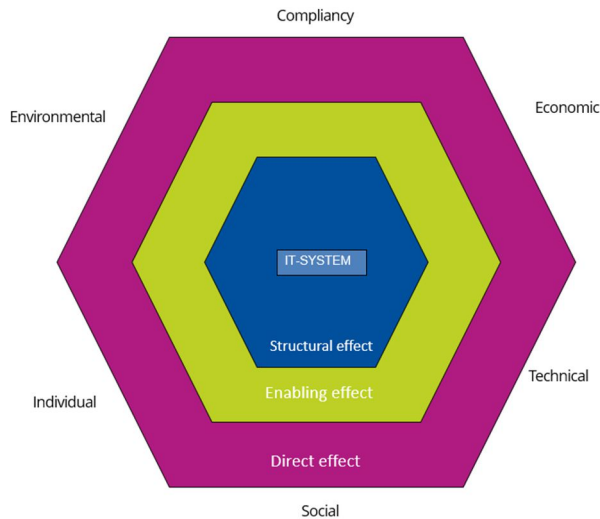 Compliancy
Environmental
Economic
IT-SYSTEM
Structural effect
Enabling effect
Individual
Technical
Direct effect
Social